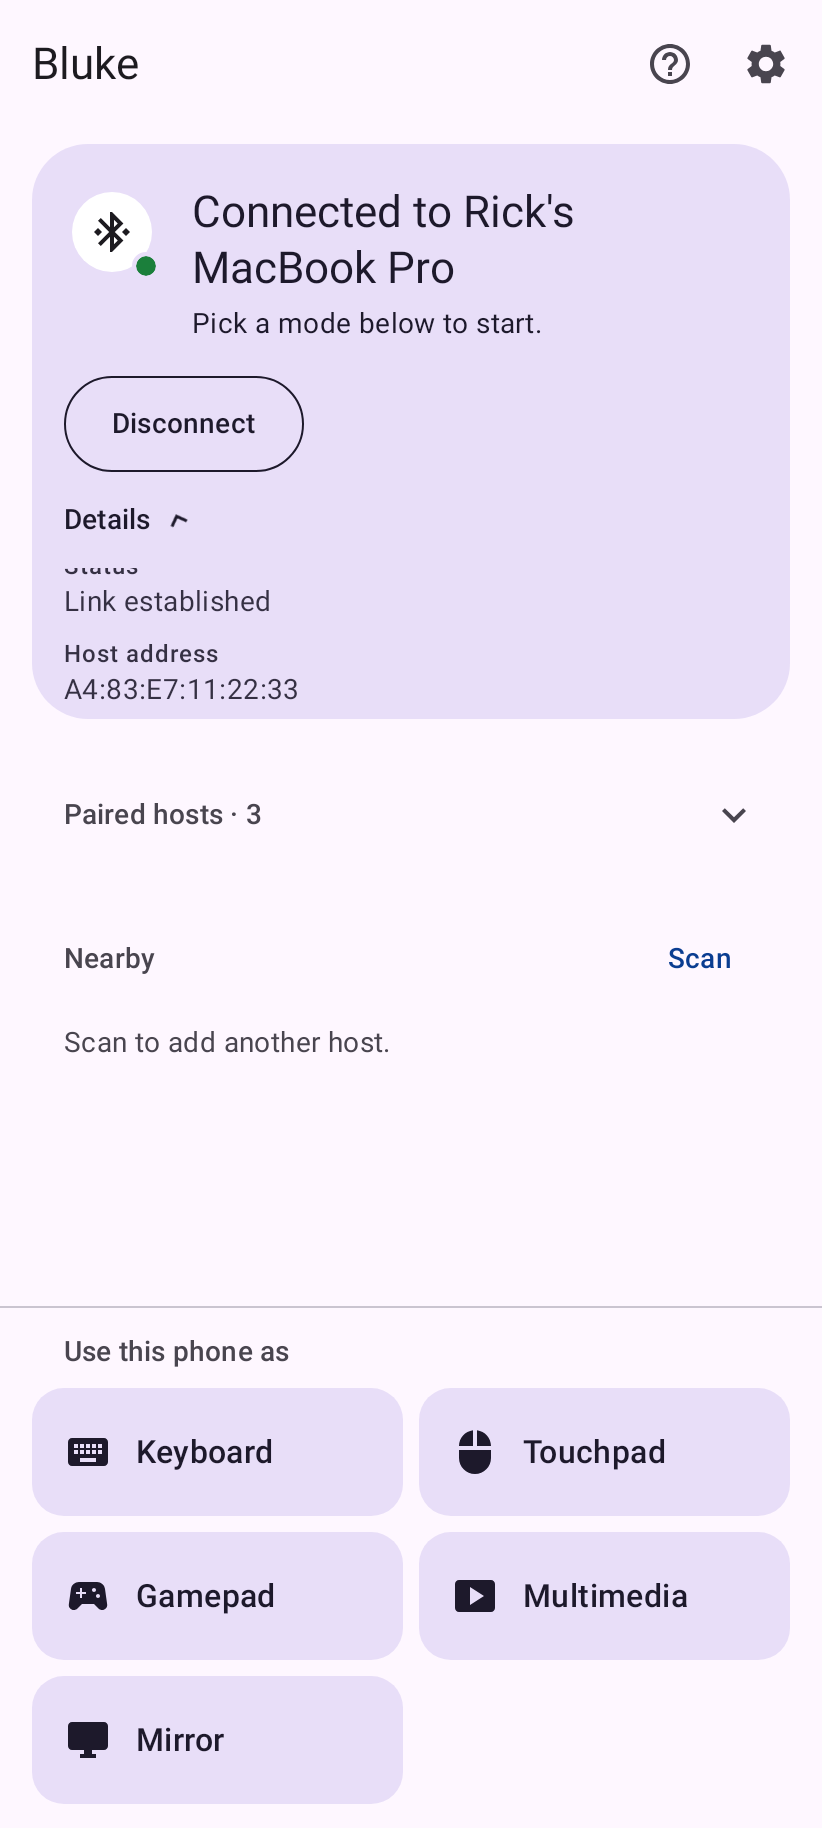 Bluke
Connected to Rick's
MacBook Pro
Pick a mode below to start.
Disconnect
Details
Status
Link established
Host address
A4:83:E7:11:22:33
Paired hosts · 3
Nearby
Scan
Scan to add another host.
Use this phone as
Keyboard
Touchpad
Gamepad
Multimedia
Mirror